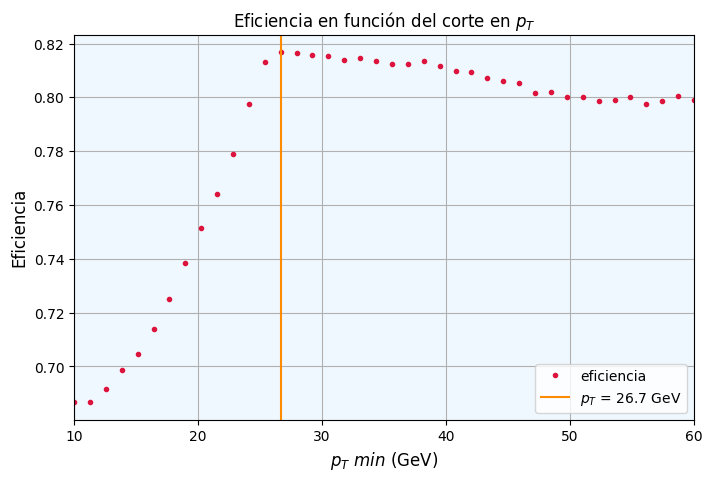 Eficiencia en función del corte en $p_T$
0.82
0.80
0.78
0.76
0.74
0.72
0.70
Eficiencia
eficiencia
$p_T$ = 26.7 GeV
10 20 30 40 50 60
$p_T$ min (GeV)